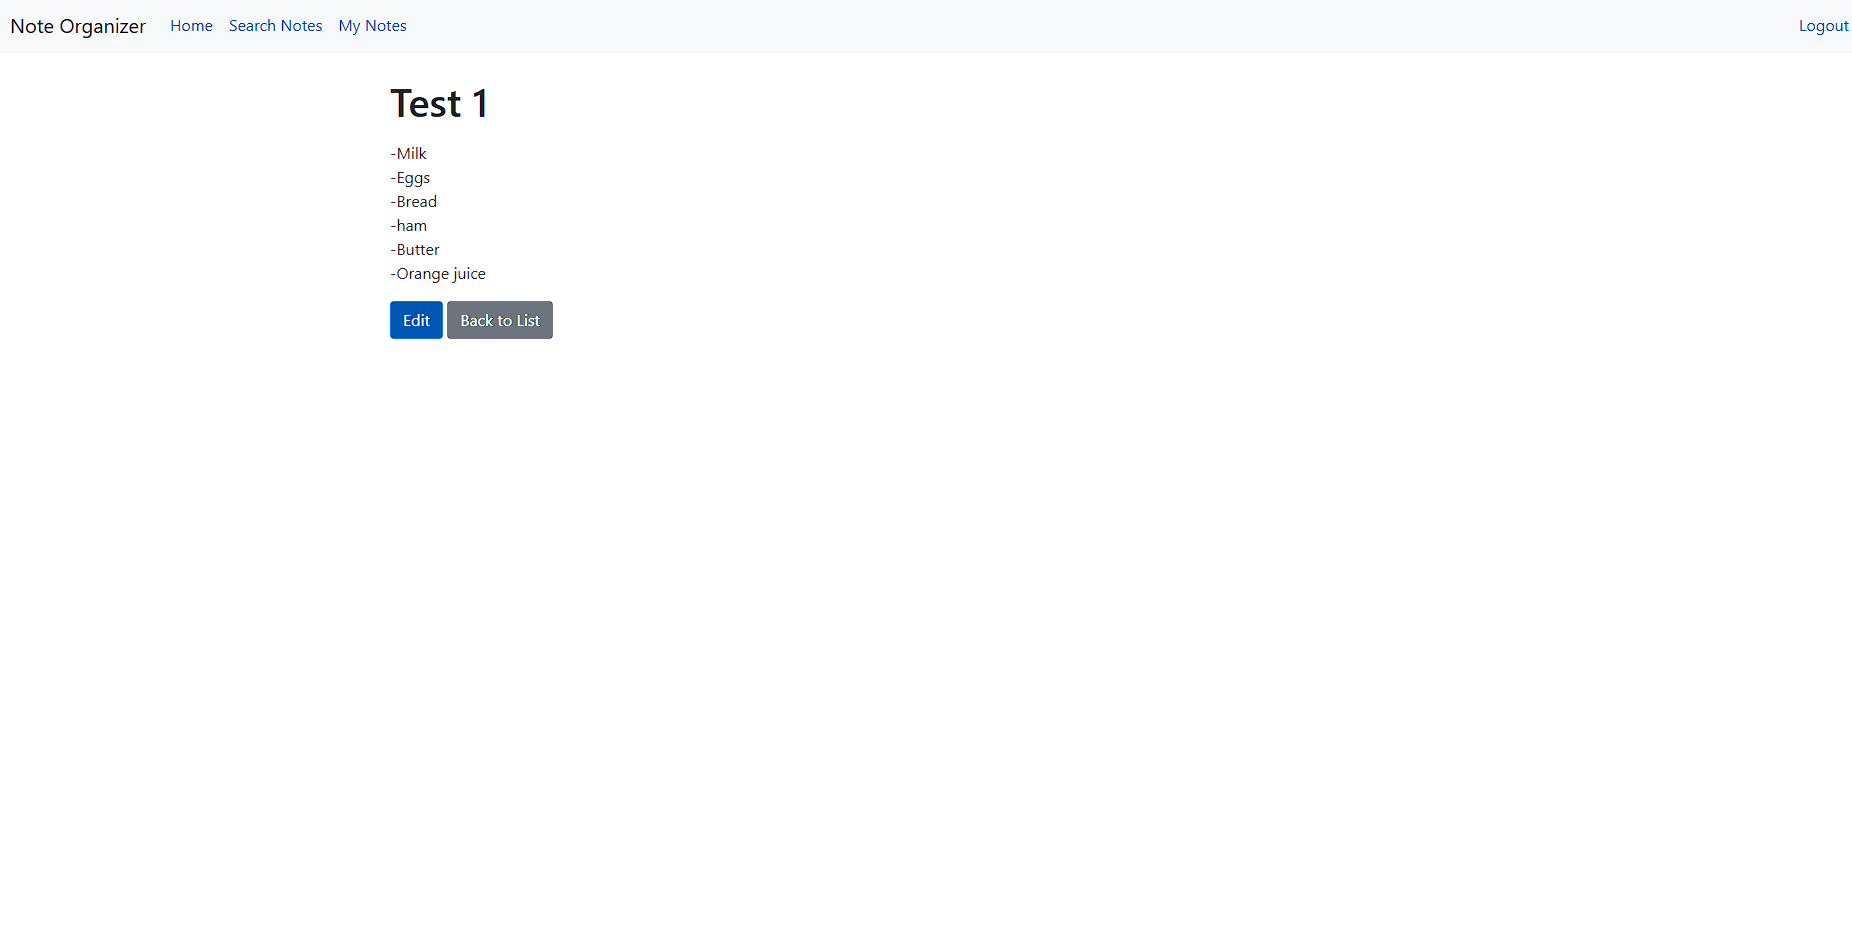 Note Organizer Home Search Notes My Notes Logout
Test 1
-Milk
-Eggs
-Bread
-ham
-Butter
-Orange juice
Edit Back to List